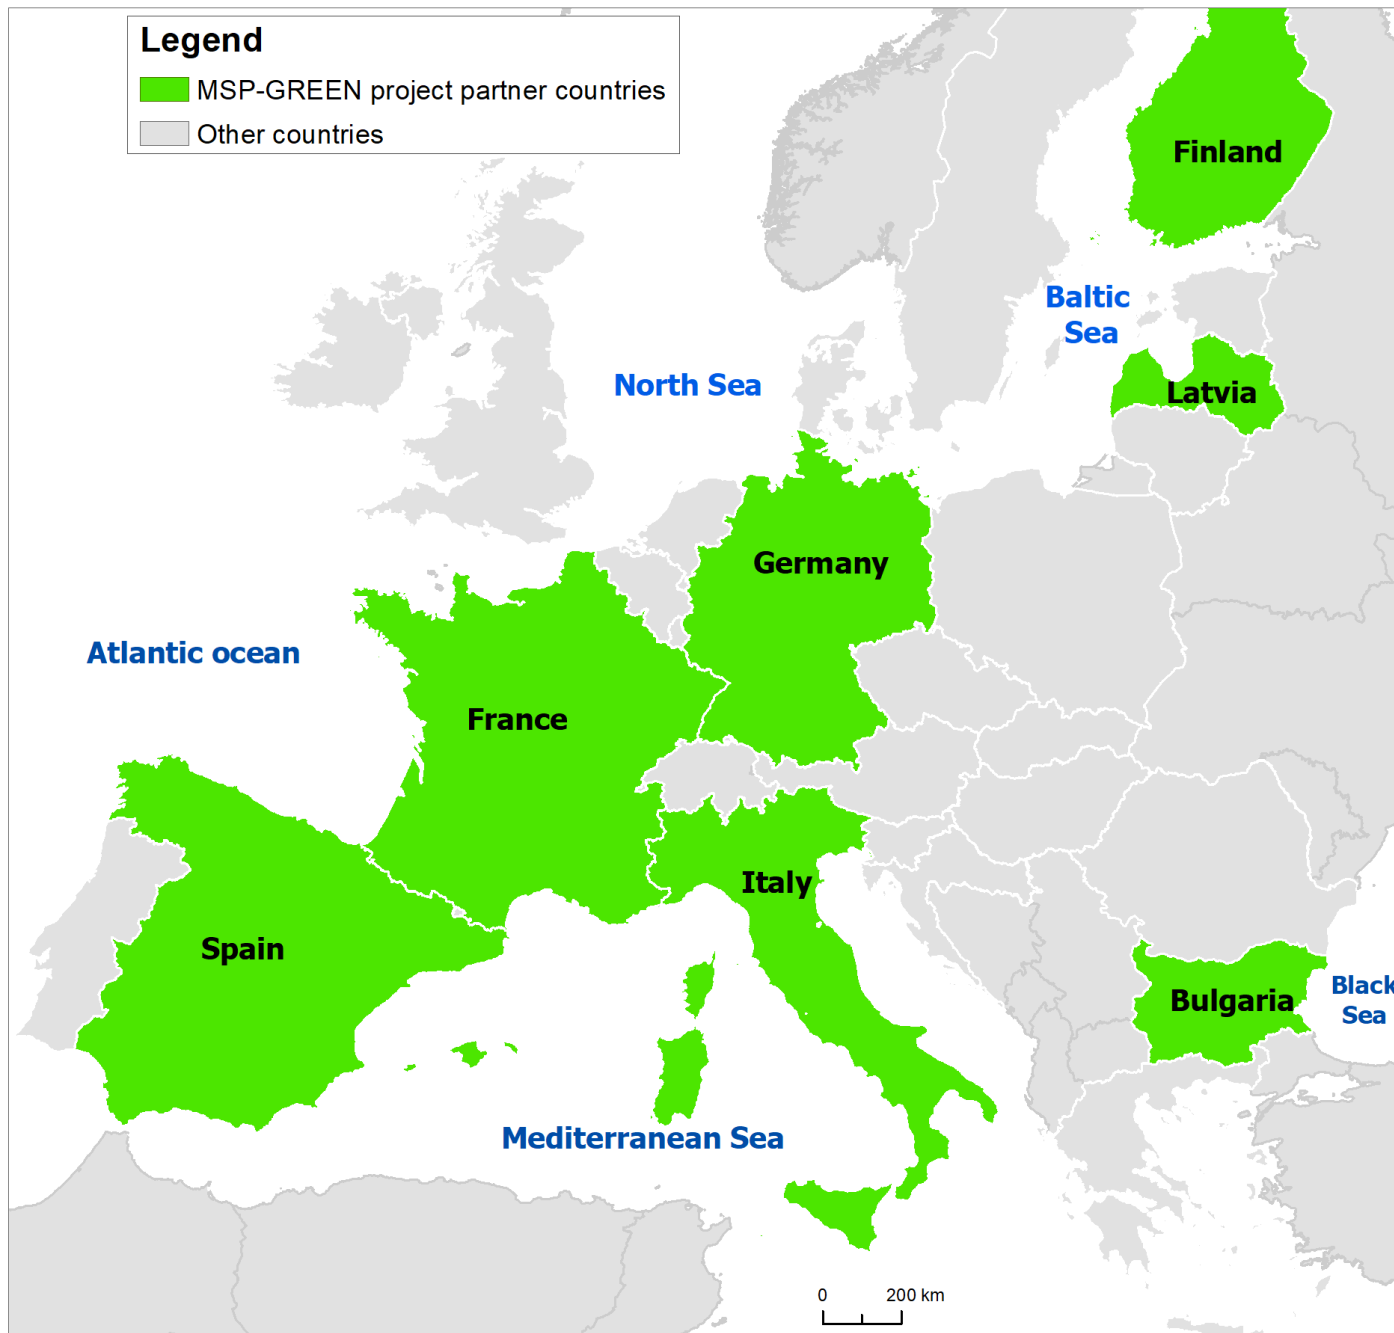 Legend
MSP-GREEN project partner countries
Other countries
Finland
Baltic
Sea
North Sea
Latvia
Germany
Atlantic ocean
France
Italy
Spain
Bulgaria
Black
Sea
Mediterranean Sea
0 200 km